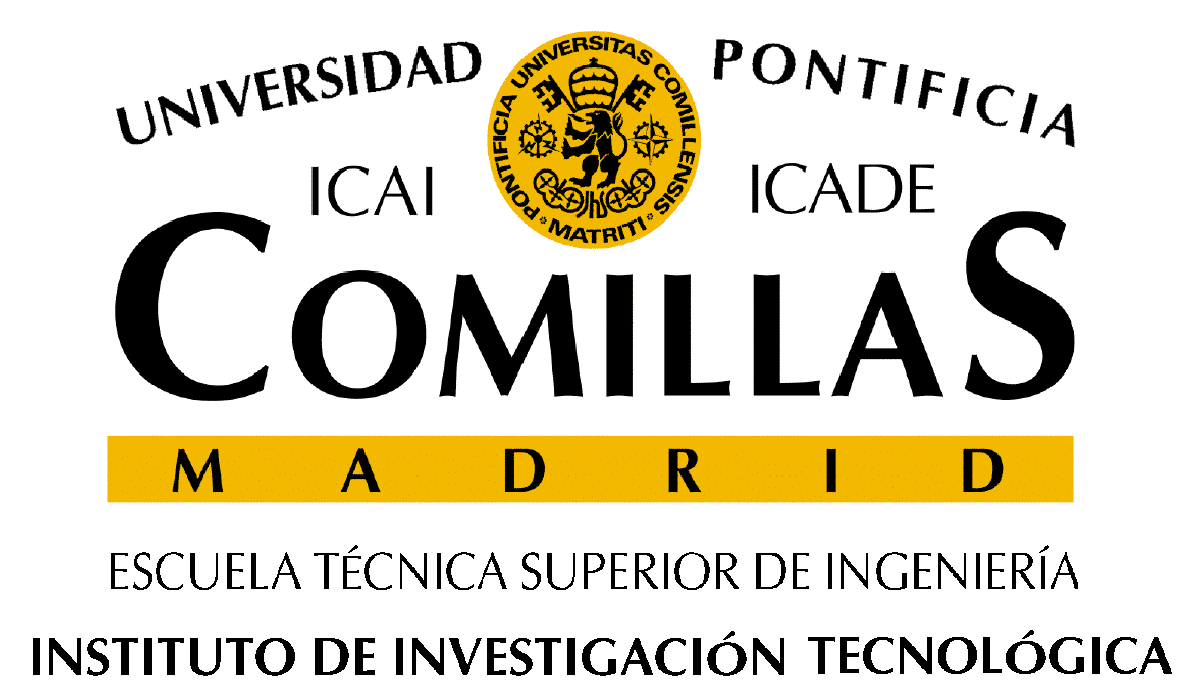 UNIVERSIDAD PONTIFICIA
PONTIFICIA UNIVERSITAS COMILLENSIS
MATRITI
ICAI ICADE
COMILLAS
MADRID
ESCUELA TÉCNICA SUPERIOR DE INGENIERÍA
INSTITUTO DE INVESTIGACIÓN TECNOLÓGICA